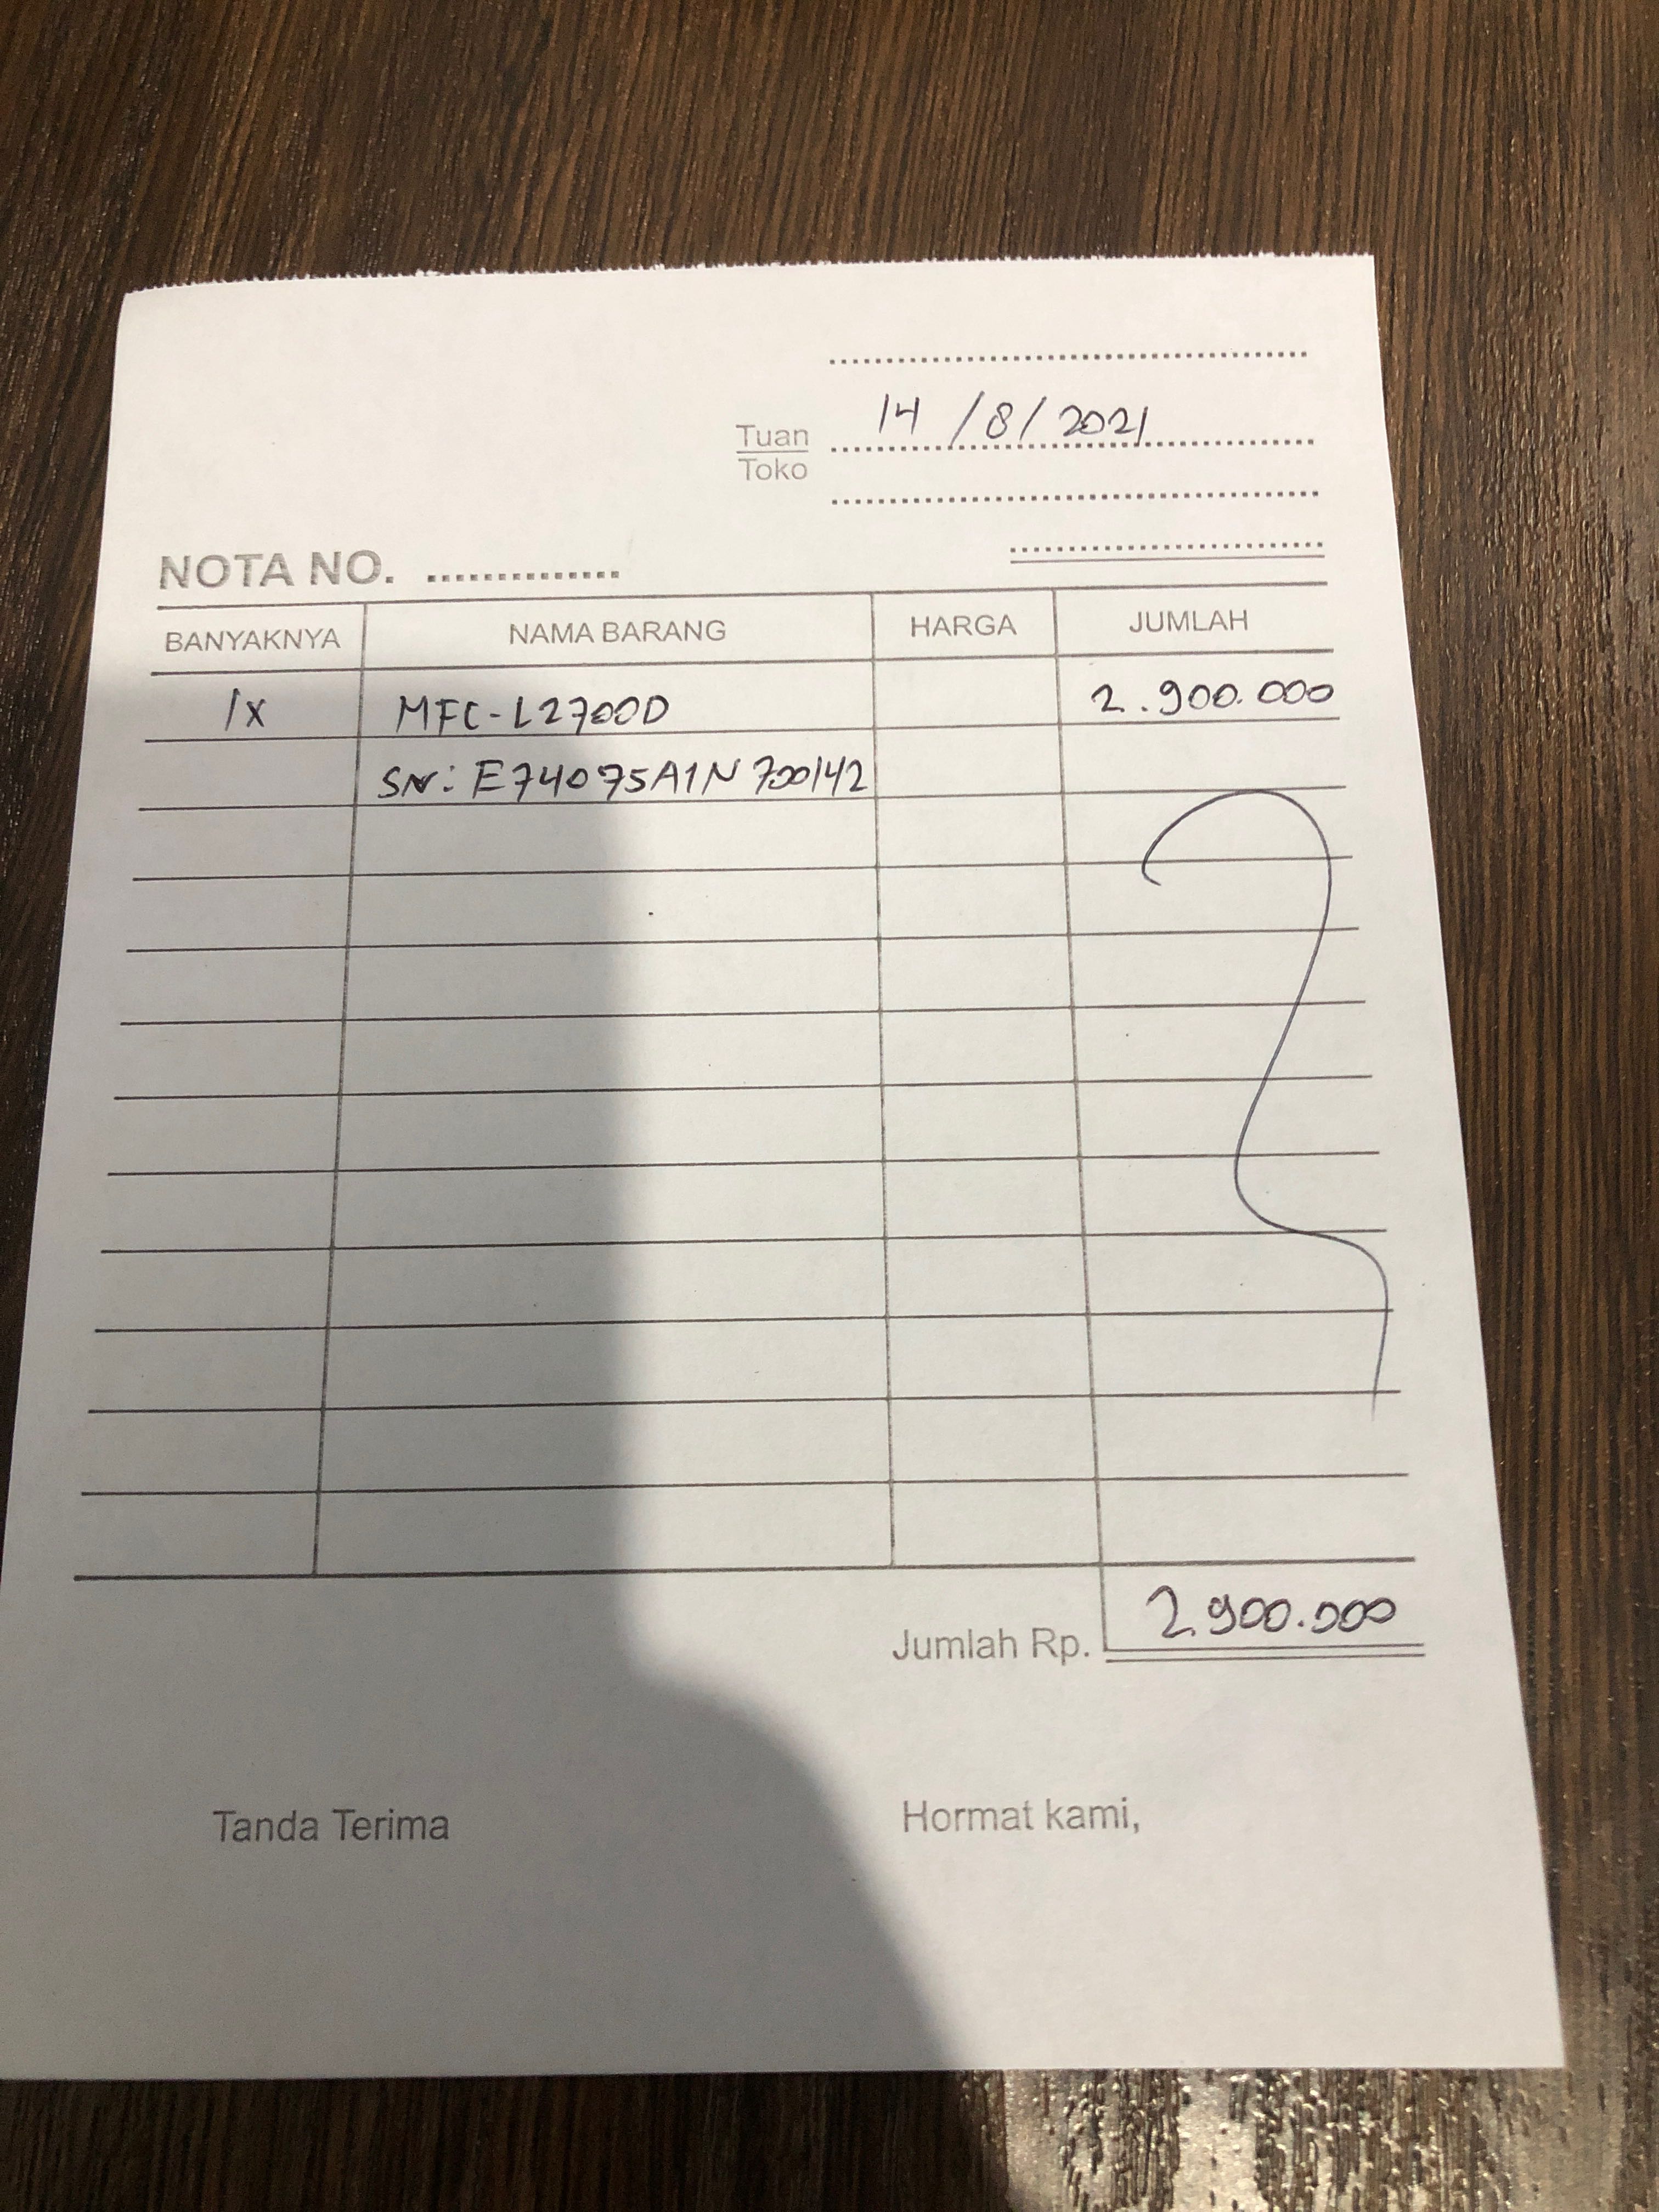 14/8/2021
Tuan
Toko
NOTA NO. ..............
BANYAKNYA NAMA BARANG HARGA JUMLAH
1x MFC-L2700D 2.900.000
SN: E74075A1N700142
Jumlah Rp. 2.900.000
Tanda Terima Hormat kami,